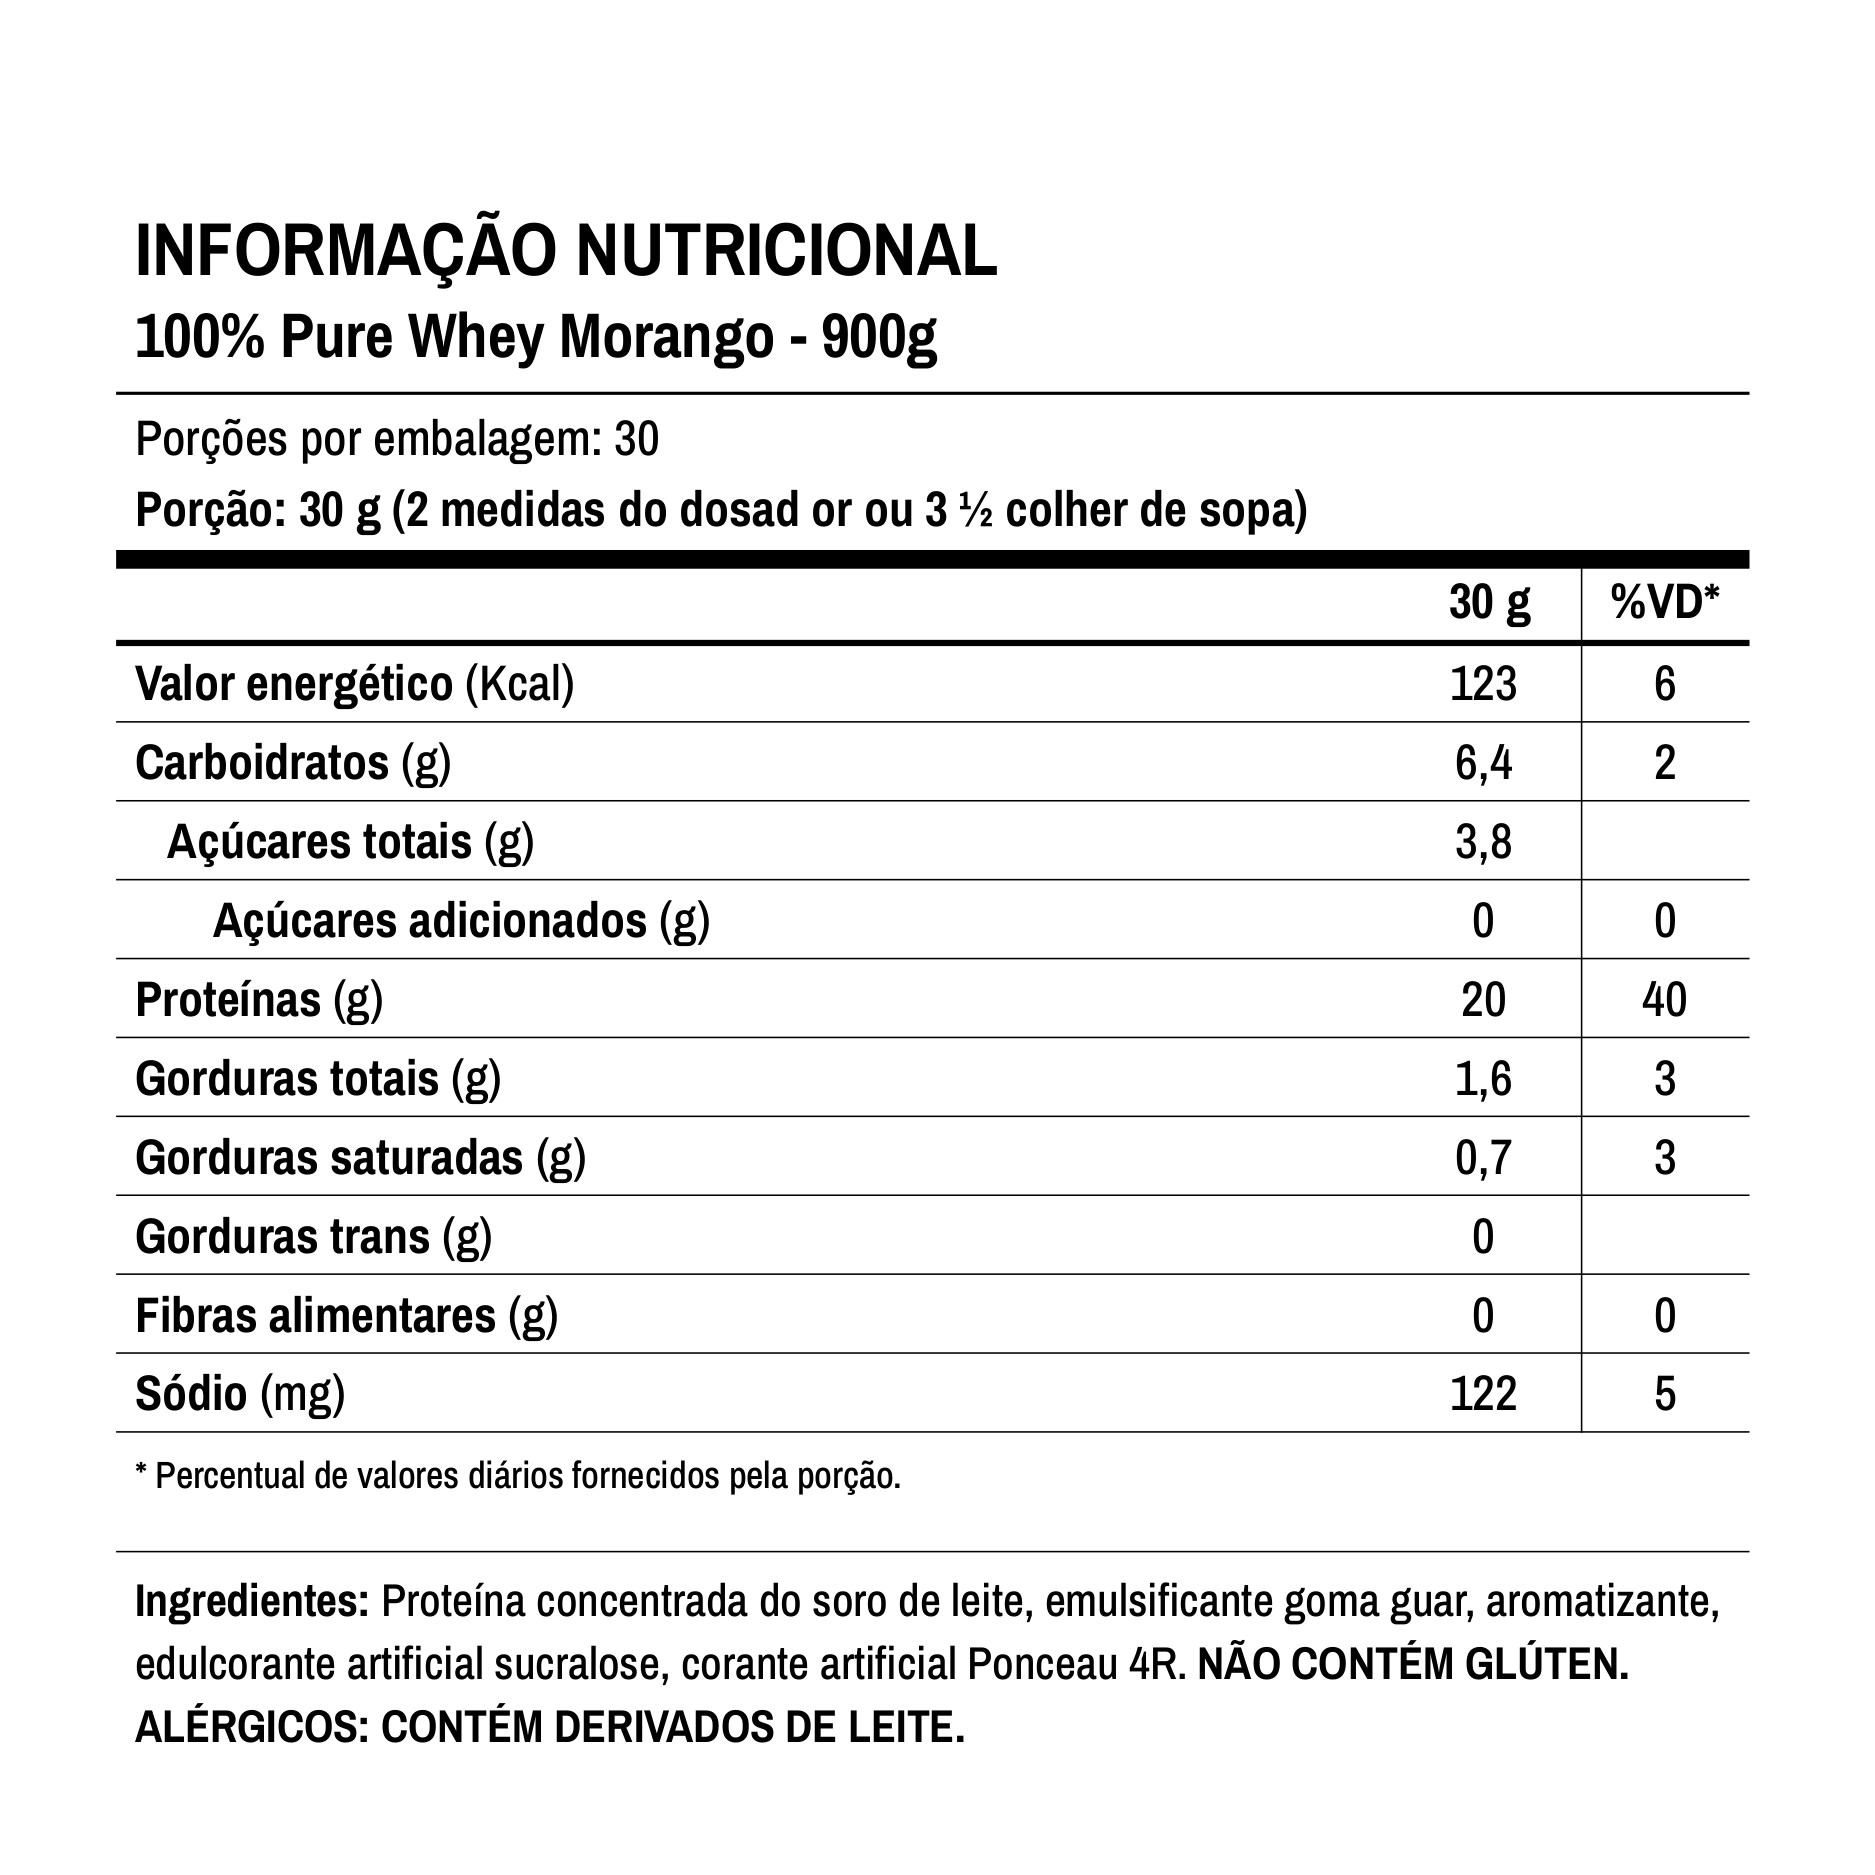 INFORMAÇÃO NUTRICIONAL
100% Pure Whey Morango - 900g
Porções por embalagem: 30
Porção: 30 g (2 medidas do dosad or ou 3 ½ colher de sopa)
30 g %VD*
Valor energético (Kcal) 123 6
Carboidratos (g) 6,4 2
Açúcares totais (g) 3,8
Açúcares adicionados (g) 0 0
Proteínas (g) 20 40
Gorduras totais (g) 1,6 3
Gorduras saturadas (g) 0,7 3
Gorduras trans (g) 0
Fibras alimentares (g) 0 0
Sódio (mg) 122 5
* Percentual de valores diários fornecidos pela porção.
Ingredientes: Proteína concentrada do soro de leite, emulsificante goma guar, aromatizante,
edulcorante artificial sucralose, corante artificial Ponceau 4R. NÃO CONTÉM GLÚTEN.
ALÉRGICOS: CONTÉM DERIVADOS DE LEITE.